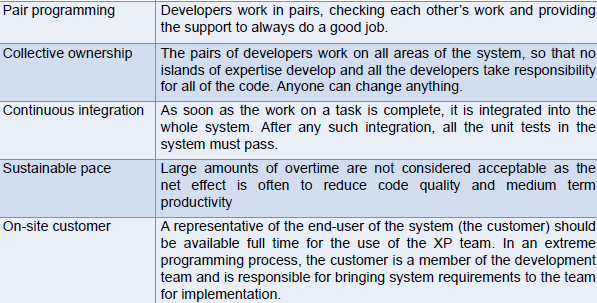 Pair programming
Developers work in pairs, checking each other's work and providing
the support to always do a good job.
Collective ownership
The pairs of developers work on all areas of the system, so that no
islands of expertise develop and all the developers take responsibility
for all of the code. Anyone can change anything.
Continuous integration
As soon as the work on a task is complete, it is integrated into the
whole system. After any such integration, all the unit tests in the
system must pass.
Sustainable pace
Large amounts of overtime are not considered acceptable as the
net effect is often to reduce code quality and medium term
productivity
On-site customer
A representative of the end-user of the system (the customer) should
be available full time for the use of the XP team. In an extreme
programming process, the customer is a member of the development
team and is responsible for bringing system requirements to the team
for implementation.